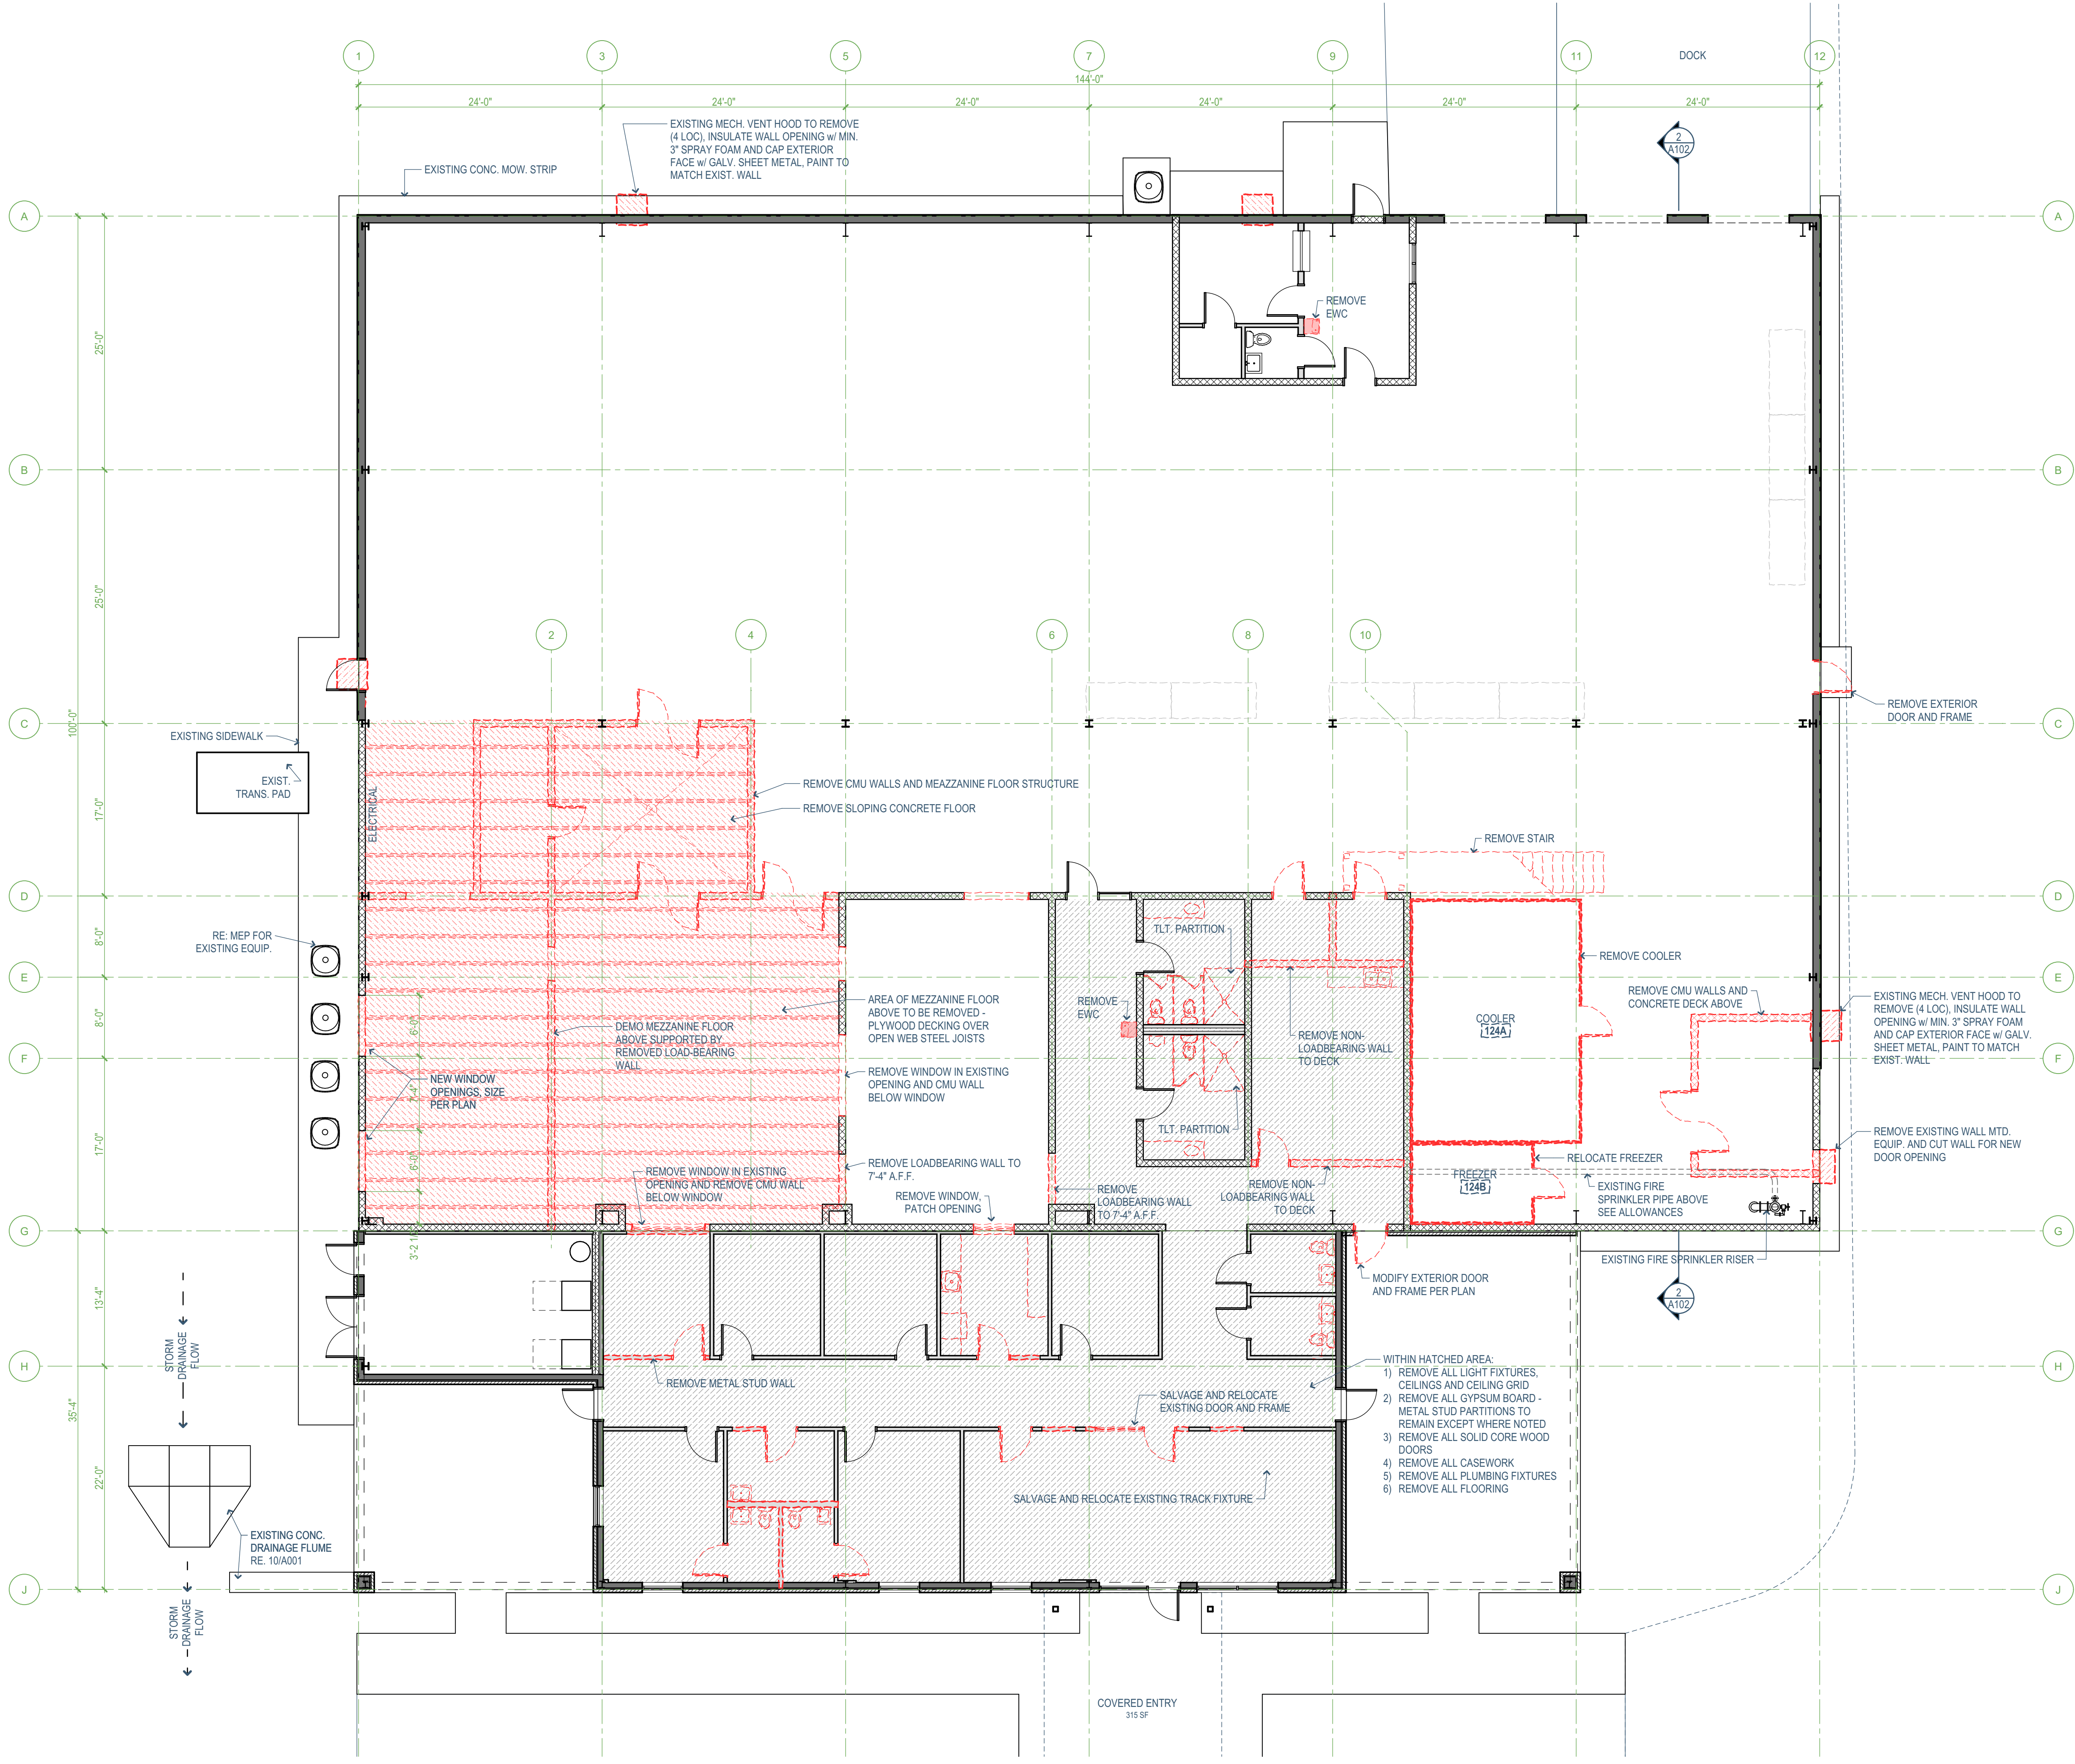 DOCK
1
3
5
7
9
11
12
144'-0"
24'-0"
24'-0"
24'-0"
24'-0"
24'-0"
24'-0"
EXISTING MECH. VENT HOOD TO REMOVE
(4 LOC), INSULATE WALL OPENING w/ MIN.
3" SPRAY FOAM AND CAP EXTERIOR
FACE w/ GALV. SHEET METAL, PAINT TO
MATCH EXIST. WALL
2
A102
EXISTING CONC. MOW. STRIP
A
A
REMOVE
EWC
25'-0"
B
B
25'-0"
2
4
6
8
10
REMOVE EXTERIOR
DOOR AND FRAME
C
C
100'-0"
EXISTING SIDEWALK
EXIST.
TRANS. PAD
ELECTRICAL
REMOVE CMU WALLS AND MEAZZANINE FLOOR STRUCTURE
REMOVE SLOPING CONCRETE FLOOR
17'-0"
REMOVE STAIR
D
D
RE: MEP FOR
EXISTING EQUIP.
8'-0"
TLT. PARTITION
REMOVE COOLER
E
E
REMOVE CMU WALLS AND
CONCRETE DECK ABOVE
EXISTING MECH. VENT HOOD TO
REMOVE (4 LOC), INSULATE WALL
OPENING w/ MIN. 3" SPRAY FOAM
AND CAP EXTERIOR FACE w/ GALV.
SHEET METAL, PAINT TO MATCH
EXIST. WALL
AREA OF MEZZANINE FLOOR
ABOVE TO BE REMOVED -
PLYWOOD DECKING OVER
OPEN WEB STEEL JOISTS
REMOVE
EWC
COOLER
124A
8'-0"
6'-0"
DEMO MEZZANINE FLOOR
ABOVE SUPPORTED BY
REMOVED LOAD-BEARING
WALL
REMOVE NON-
LOADBEARING WALL
TO DECK
F
F
REMOVE WINDOW IN EXISTING
OPENING AND CMU WALL
BELOW WINDOW
NEW WINDOW
OPENINGS, SIZE
PER PLAN
7'-4"
17'-0"
TLT. PARTITION
REMOVE EXISTING WALL MTD.
EQUIP. AND CUT WALL FOR NEW
DOOR OPENING
6'-0"
REMOVE WINDOW IN EXISTING
OPENING AND REMOVE CMU WALL
BELOW WINDOW
REMOVE LOADBEARING WALL TO
7'-4" A.F.F.
REMOVE WINDOW,
PATCH OPENING
REMOVE
LOADBEARING WALL
TO 7'-4" A.F.F.
REMOVE NON-
LOADBEARING WALL
TO DECK
RELOCATE FREEZER
FREEZER
124B
EXISTING FIRE
SPRINKLER PIPE ABOVE
SEE ALLOWANCES
G
G
EXISTING FIRE SPRINKLER RISER
MODIFY EXTERIOR DOOR
AND FRAME PER PLAN
2
A102
13'-4"
STORM
DRAINAGE
FLOW
H
H
REMOVE METAL STUD WALL
SALVAGE AND RELOCATE
EXISTING DOOR AND FRAME
WITHIN HATCHED AREA:
1) REMOVE ALL LIGHT FIXTURES,
CEILINGS AND CEILING GRID
2) REMOVE ALL GYPSUM BOARD -
METAL STUD PARTITIONS TO
REMAIN EXCEPT WHERE NOTED
3) REMOVE ALL SOLID CORE WOOD
DOORS
4) REMOVE ALL CASEWORK
5) REMOVE ALL PLUMBING FIXTURES
6) REMOVE ALL FLOORING
35'-4"
22'-0"
SALVAGE AND RELOCATE EXISTING TRACK FIXTURE
EXISTING CONC.
DRAINAGE FLUME
RE. 10/A001
J
J
STORM
DRAINAGE
FLOW
COVERED ENTRY
315 SF